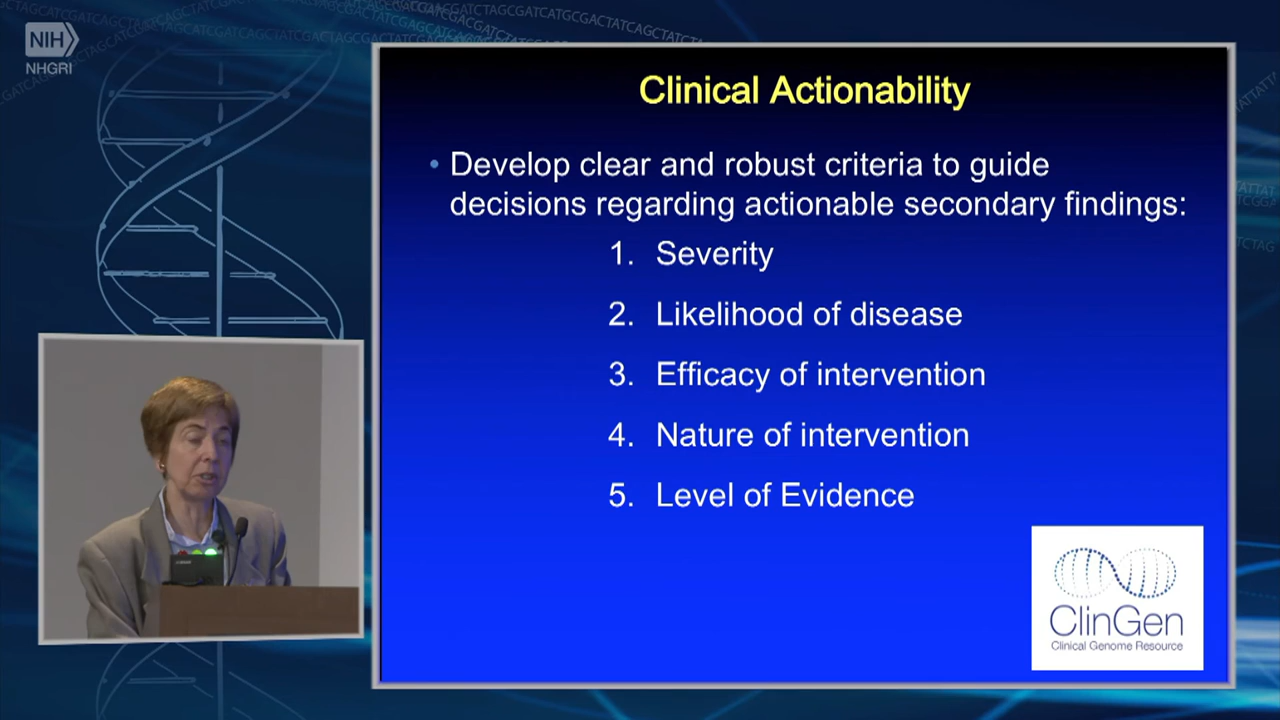 NIH
NHGRI
Clinical Actionability
• Develop clear and robust criteria to guide
decisions regarding actionable secondary findings:
1. Severity
2. Likelihood of disease
3. Efficacy of intervention
4. Nature of intervention
5. Level of Evidence
ClinGen
Clinical Genome Resource